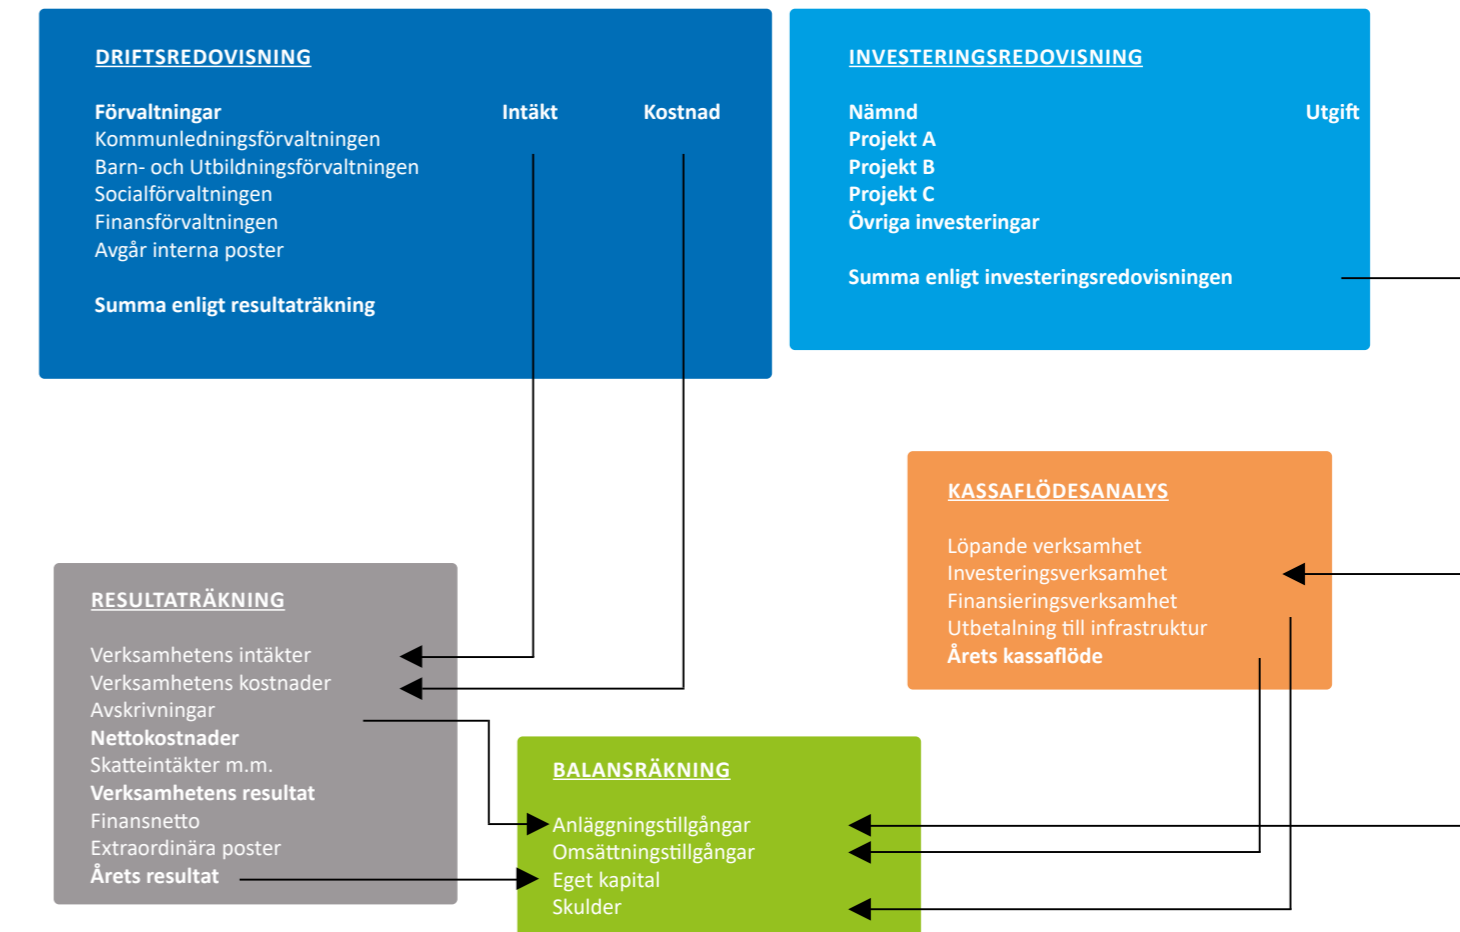 DRIFTSREDOVISNING
Förvaltningar Intäkt Kostnad
Kommunledningsförvaltningen
Barn- och Utbildningsförvaltningen
Socialförvaltningen
Finansförvaltningen
Avgår interna poster
Summa enligt resultaträkning
INVESTERINGSREDOVISNING
Nämnd Utgift
Projekt A
Projekt B
Projekt C
Övriga investeringar
Summa enligt investeringsredovisningen
KASSAFLÖDESANALYS
Löpande verksamhet
Investeringsverksamhet
Finansieringsverksamhet
Utbetalning till infrastruktur
Årets kassaflöde
RESULTATRÄKNING
Verksamhetens intäkter
Verksamhetens kostnader
Avskrivningar
Nettokostnader
Skatteintäkter m.m.
Verksamhetens resultat
Finansnetto
Extraordinära poster
Årets resultat
BALANSRÄKNING
Anläggningstillgångar
Omsättningstillgångar
Eget kapital
Skulder